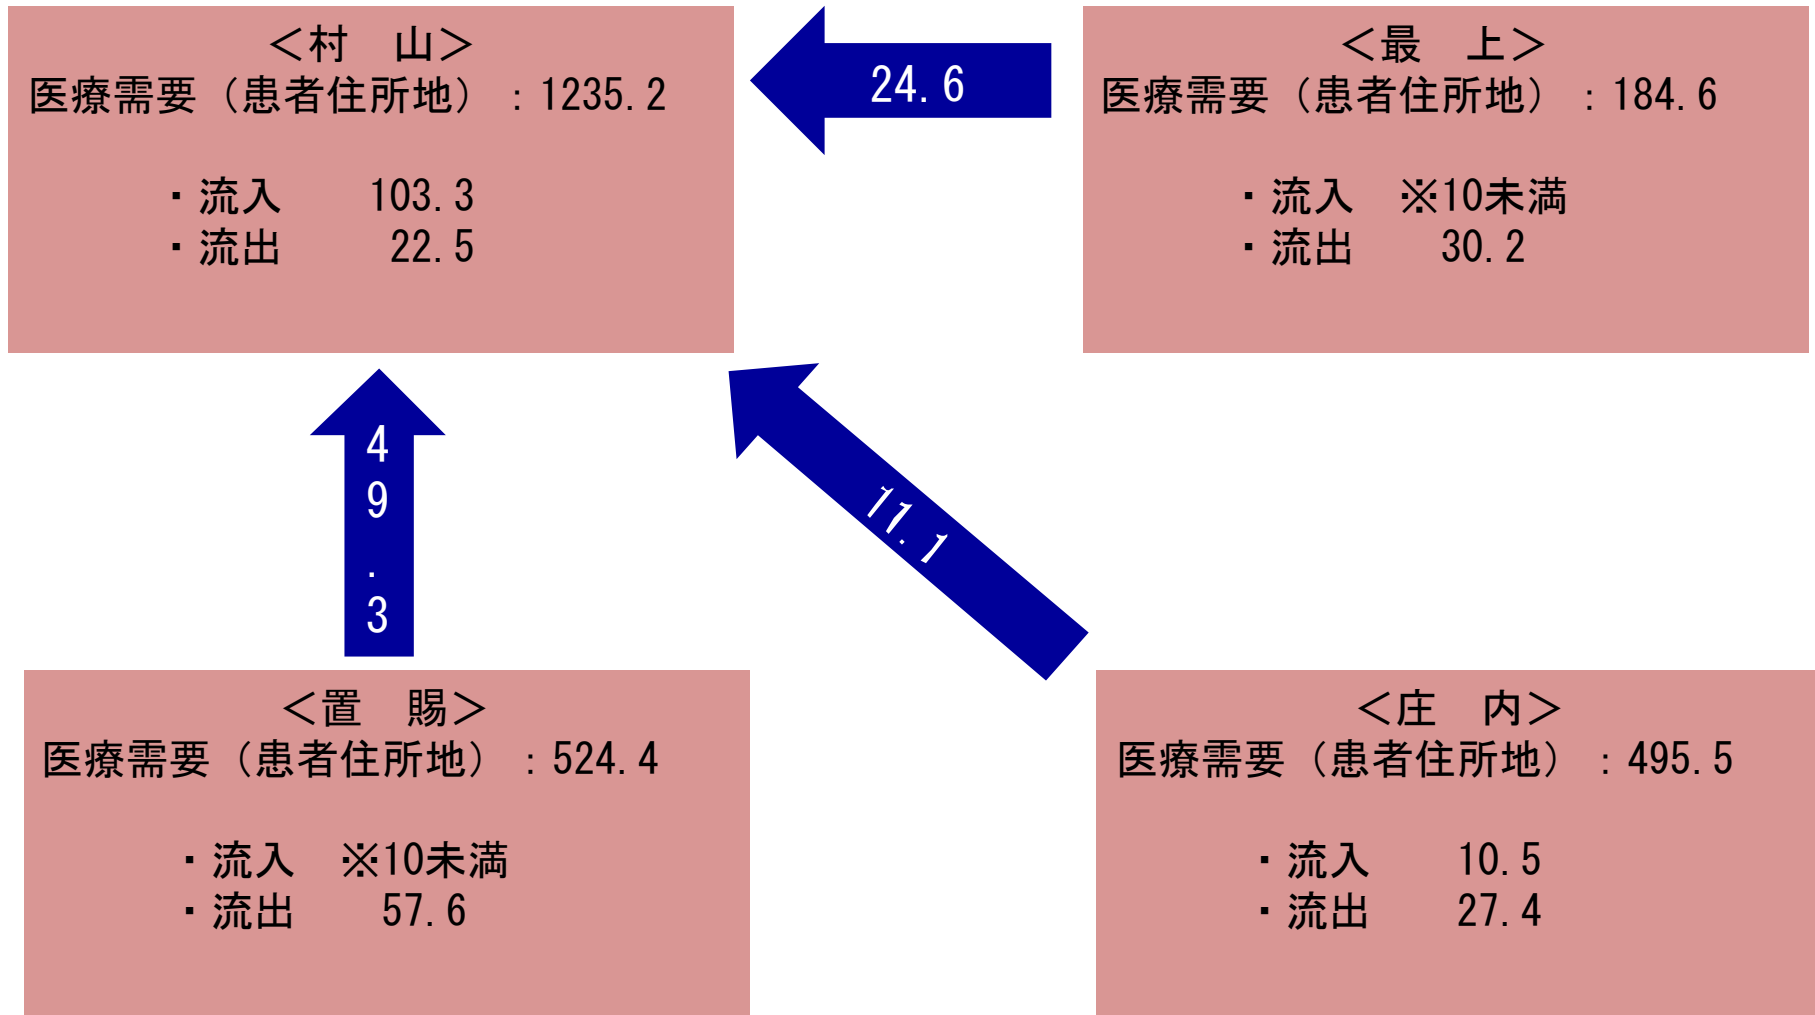 ＜村　山＞
医療需要（患者住所地）：1235.2
・流入　　103.3
・流出　　 22.5
24.6
＜最　上＞
医療需要（患者住所地）：184.6
・流入　※10未満
・流出　　30.2
49.3
11.1
＜置　賜＞
医療需要（患者住所地）：524.4
・流入　※10未満
・流出　　57.6
＜庄　内＞
医療需要（患者住所地）：495.5
・流入　　10.5
・流出　　27.4